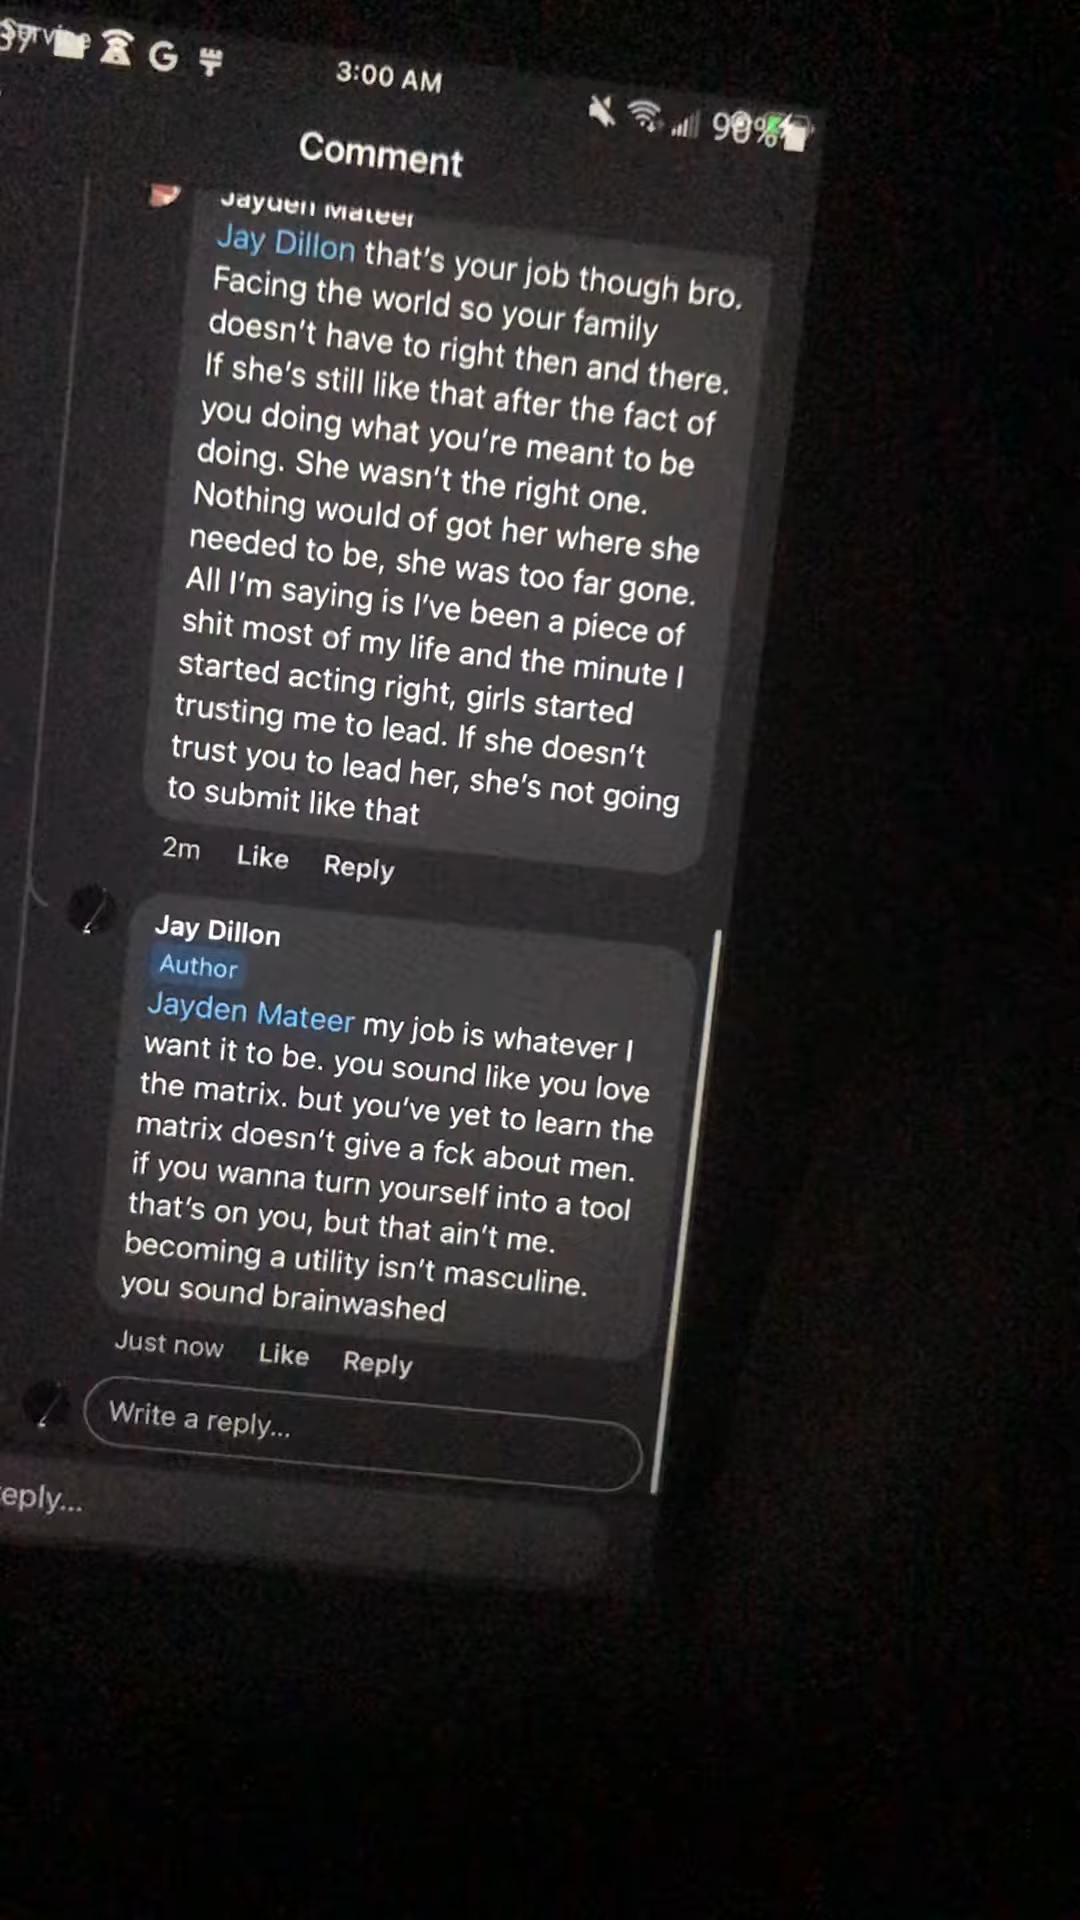 3:00 AM
Comment
Jayden Mateer
Jay Dillon that's your job though bro.
Facing the world so your family
doesn't have to right then and there.
If she's still like that after the fact of
you doing what you're meant to be
doing. She wasn't the right one.
Nothing would of got her where she
needed to be, she was too far gone.
All I'm saying is I've been a piece of
shit most of my life and the minute I
started acting right, girls started
trusting me to lead. If she doesn't
trust you to lead her, she's not going
to submit like that
2m Like Reply
Jay Dillon
Author
Jayden Mateer my job is whatever I
want it to be. you sound like you love
the matrix. but you've yet to learn the
matrix doesn't give a fck about men.
if you wanna turn yourself into a tool
that's on you, but that ain't me.
becoming a utility isn't masculine.
you sound brainwashed
Just now Like Reply
Write a reply...
eply...